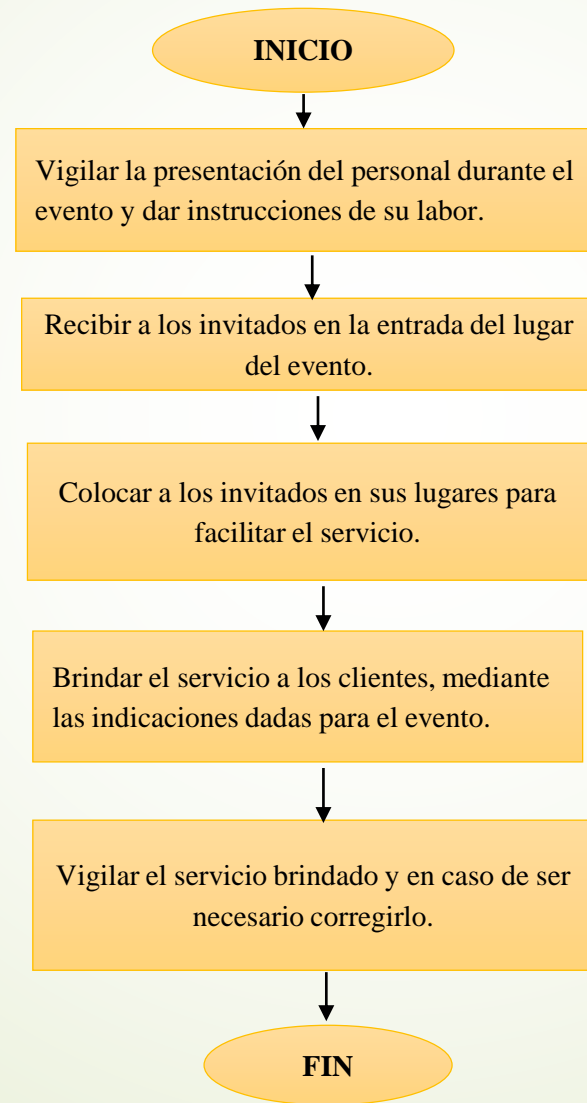 INICIO
Vigilar la presentación del personal durante el
evento y dar instrucciones de su labor.
Recibir a los invitados en la entrada del lugar
del evento.
Colocar a los invitados en sus lugares para
facilitar el servicio.
Brindar el servicio a los clientes, mediante
las indicaciones dadas para el evento.
Vigilar el servicio brindado y en caso de ser
necesario corregirlo.
FIN